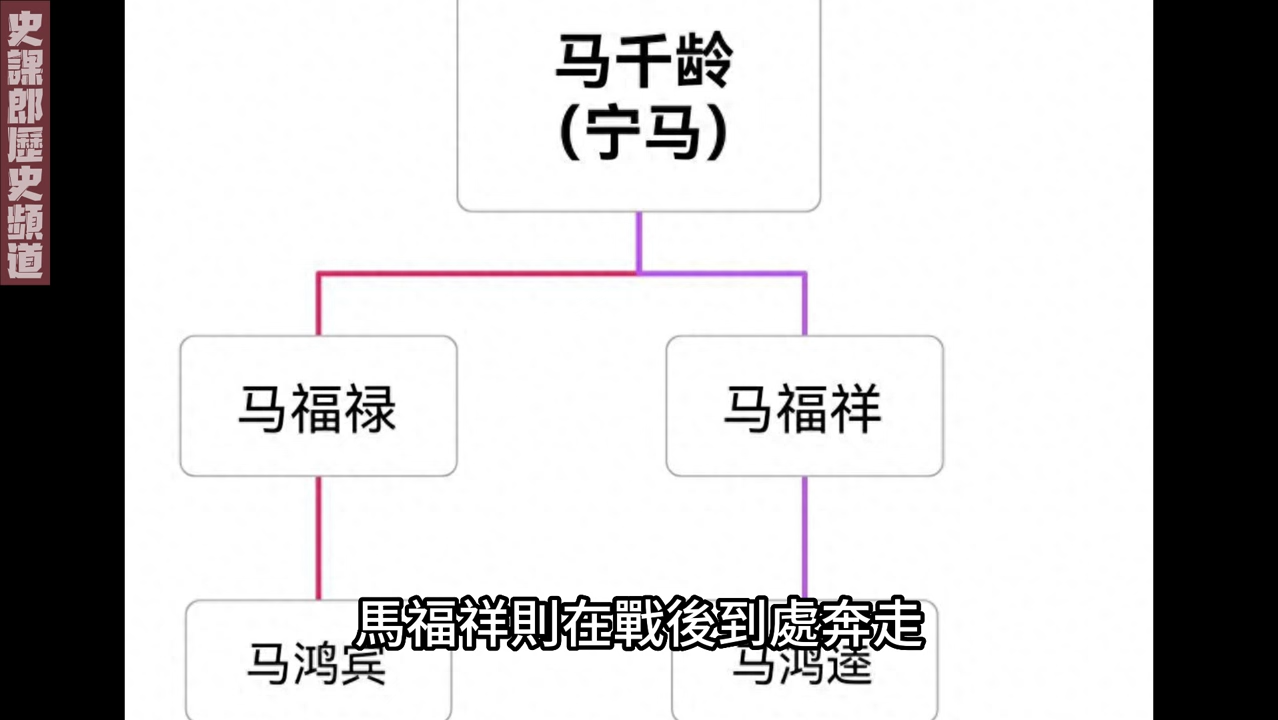 史課郎歷史頻道
马千龄
(宁马)
马福禄
马福祥
马鸿宾
马鸿逵
馬福祥則在戰後到處奔走